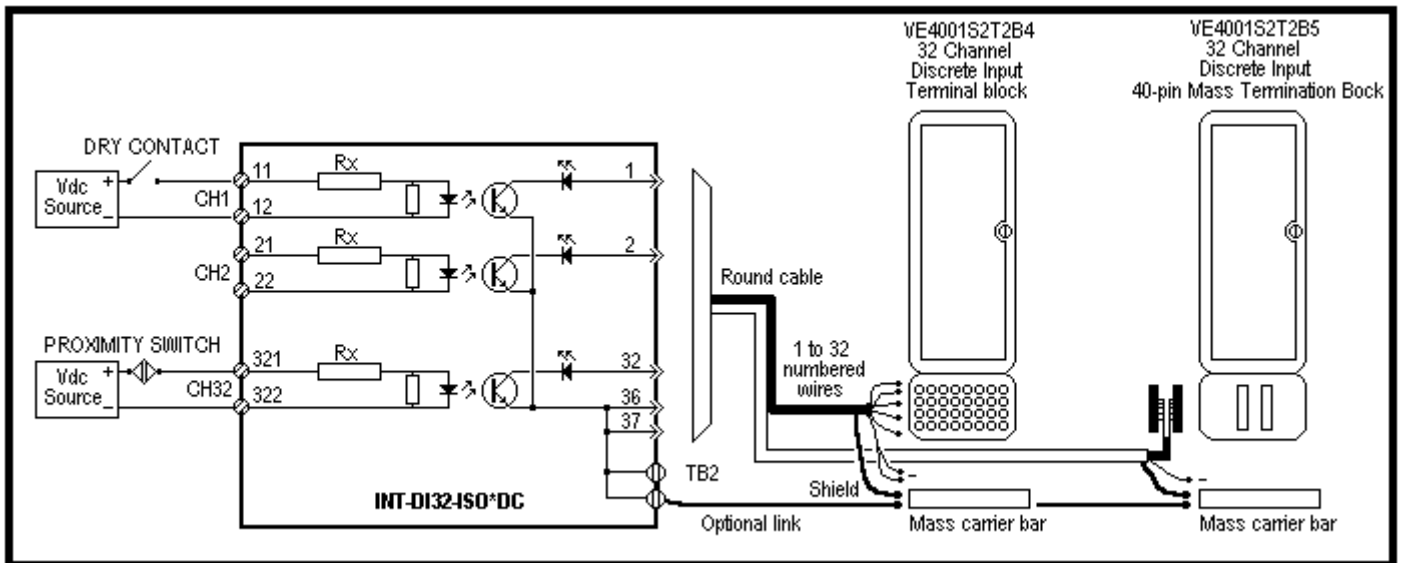 VE4001S2T2B4
32 Channel
Discrete Input
Terminal block
VE4001S2T2B5
32 Channel
Discrete Input
40-pin Mass Termination Bock
DRY CONTACT
Vdc
Source
+
–
CH1
11
12
Rx
1
CH2
21
22
Rx
2
PROXIMITY SWITCH
Vdc
Source
+
–
CH32
321
322
Rx
32
36
37
TB2
INT-DI32-ISO*DC
Round cable
1 to 32
numbered
wires
Shield
Optional link
–
Mass carrier bar
–
Mass carrier bar